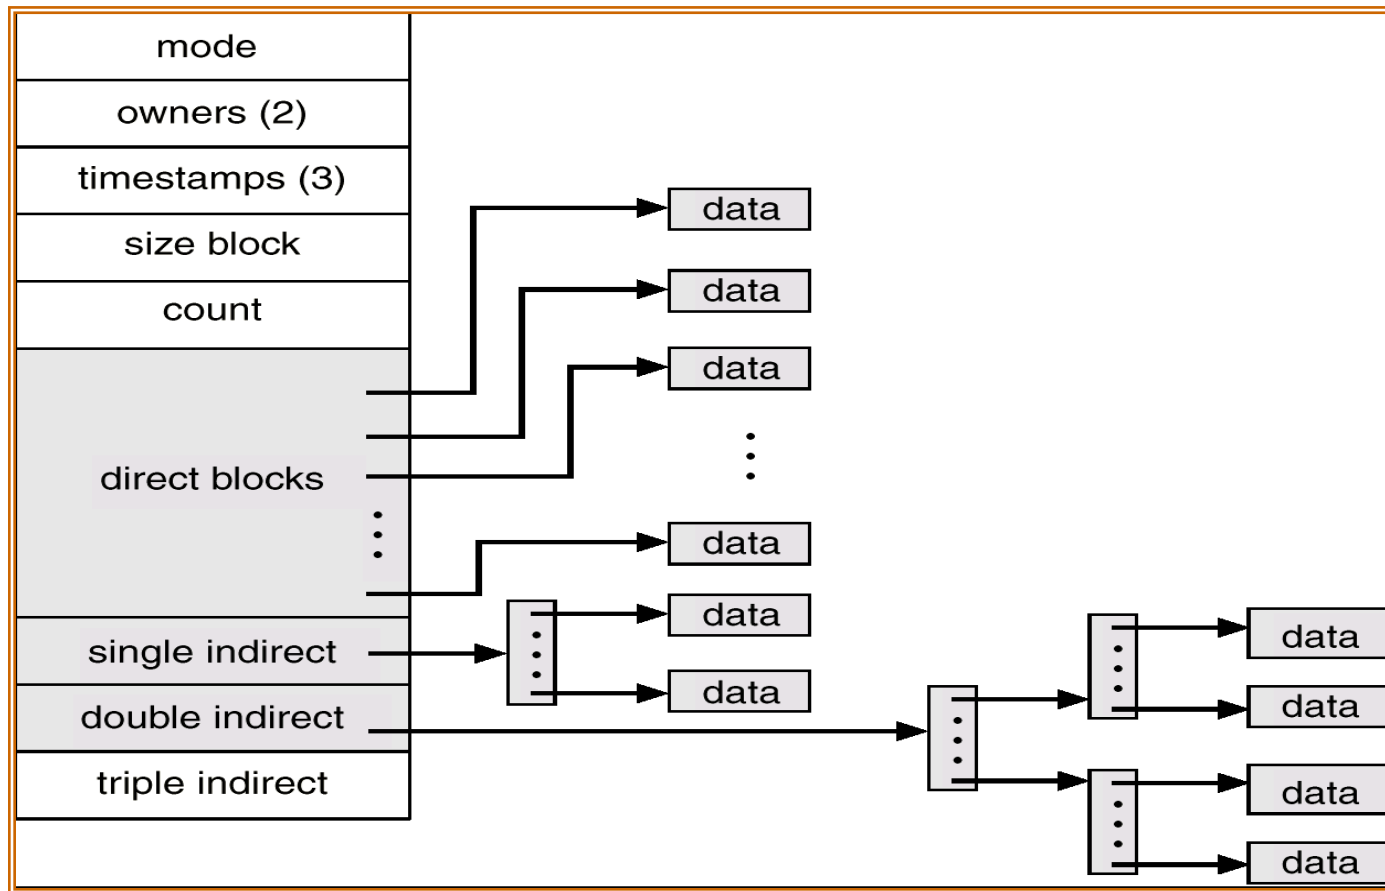 mode
owners (2)
timestamps (3)
size block
count
direct blocks
single indirect
double indirect
triple indirect
data
data
data
data
data
data
data
data
data
data